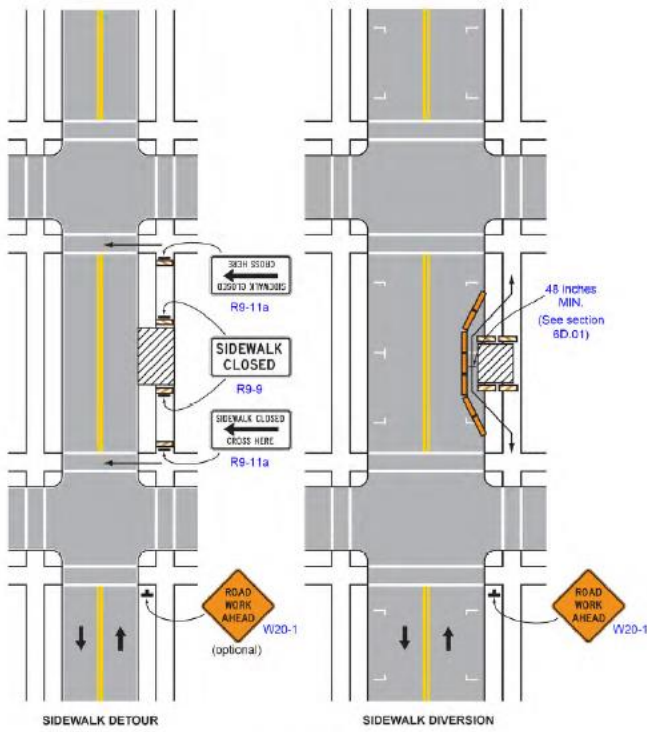 SIDEWALK CLOSED
CROSS HERE
R9-11a
SIDEWALK
CLOSED
R9-9
SIDEWALK CLOSED
CROSS HERE
R9-11a
ROAD
WORK
AHEAD
W20-1
(optional)
SIDEWALK DETOUR
48 inches
MIN.
(See section
6D.01)
ROAD
WORK
AHEAD
W20-1
SIDEWALK DIVERSION